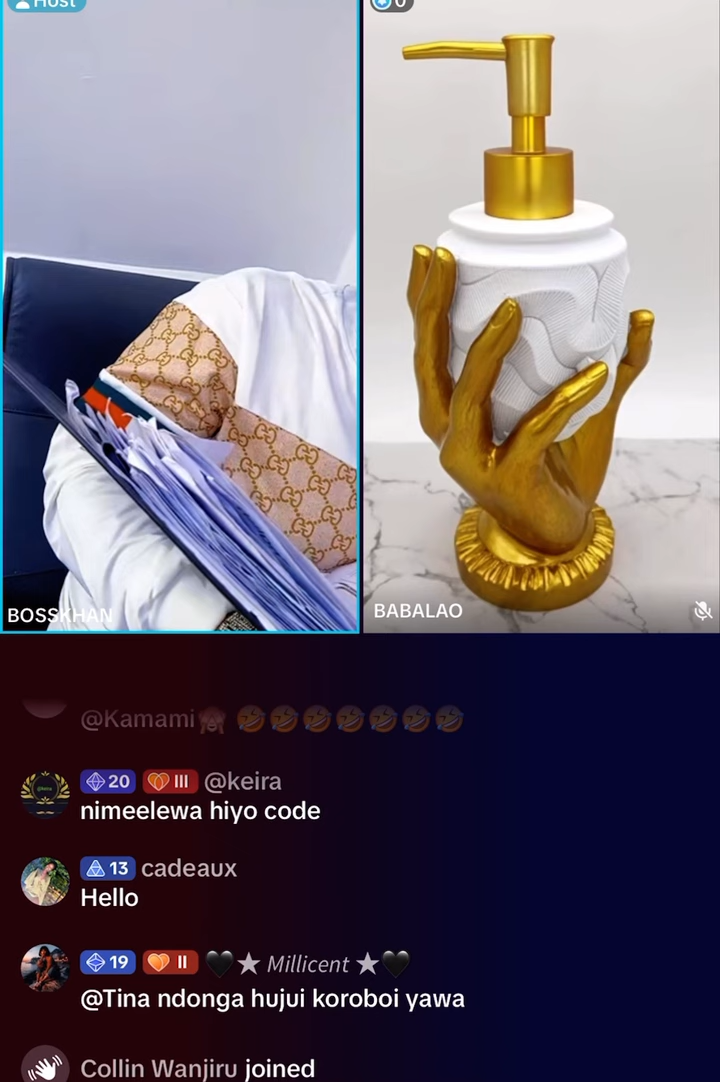 Host
0
BOSSKHAN
BABALAO
@Kamami🙈 🤣🤣🤣🤣🤣🤣🤣
20 III @keira
nimeelewa hiyo code
13 cadeaux
Hello
19 II 🖤★ Millicent ★🖤
@Tina ndonga hujui koroboi yawa
Collin Wanjiru joined